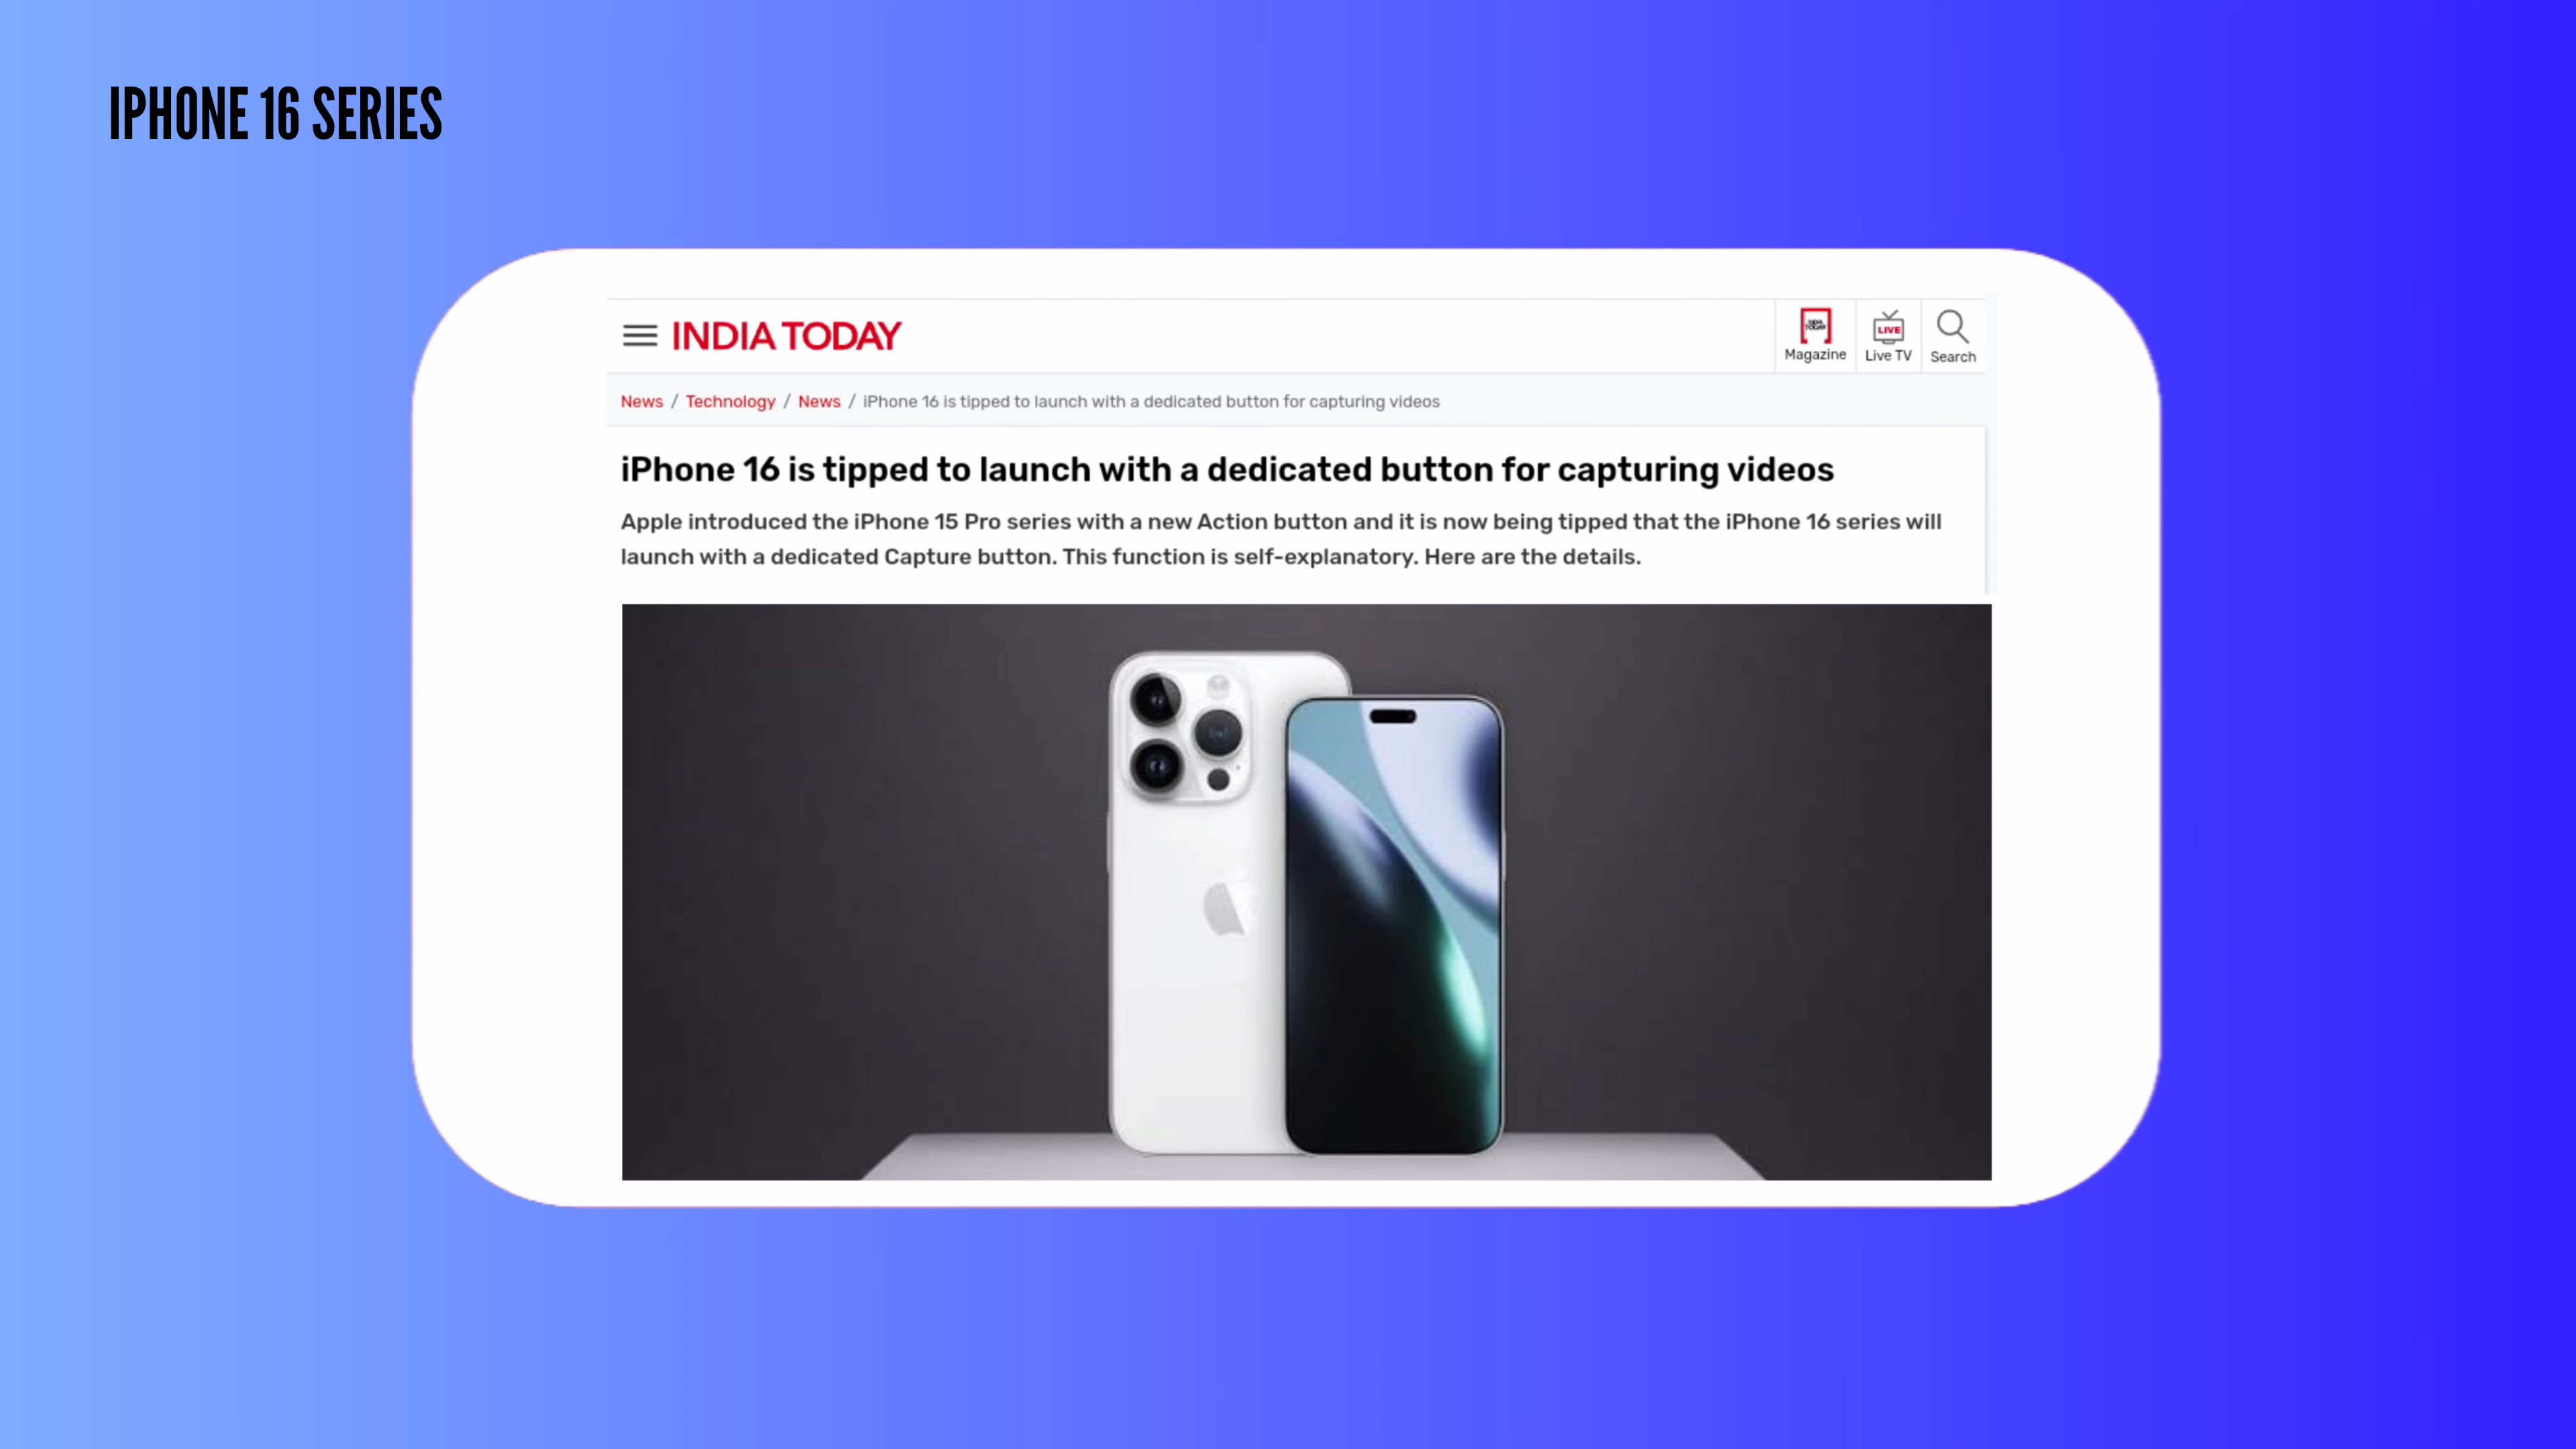 IPHONE 16 SERIES
INDIA TODAY
INDIA
TODAY
Magazine
LIVE
Live TV
Search
News / Technology / News / iPhone 16 is tipped to launch with a dedicated button for capturing videos
iPhone 16 is tipped to launch with a dedicated button for capturing videos
Apple introduced the iPhone 15 Pro series with a new Action button and it is now being tipped that the iPhone 16 series will
launch with a dedicated Capture button. This function is self-explanatory. Here are the details.